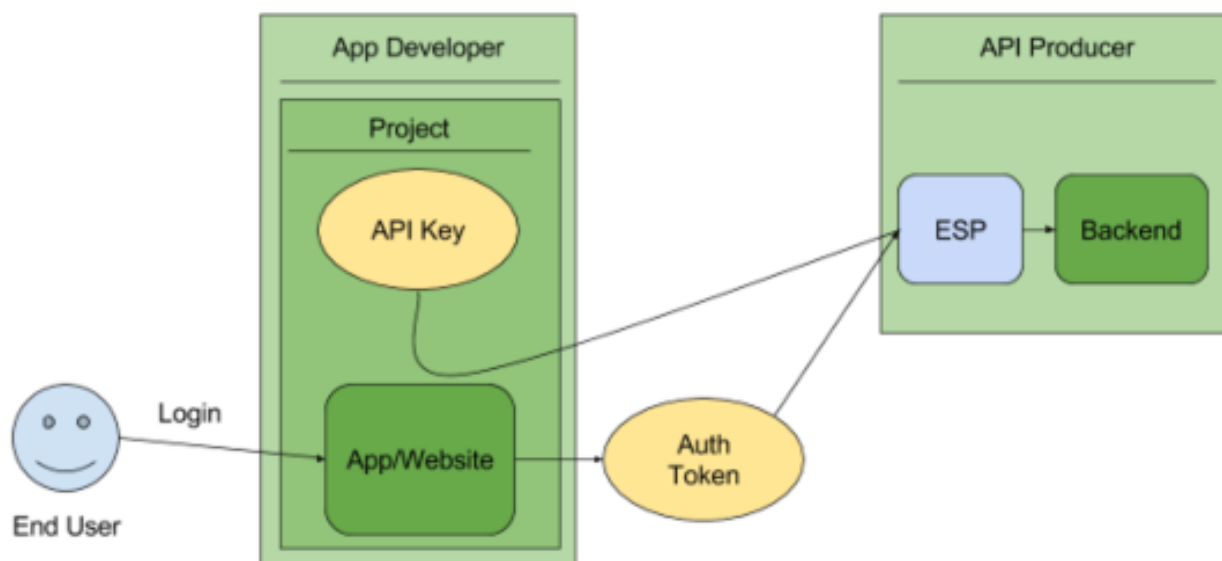 App Developer
API Producer
Project
API Key
ESP
Backend
Login
App/Website
Auth
Token
End User